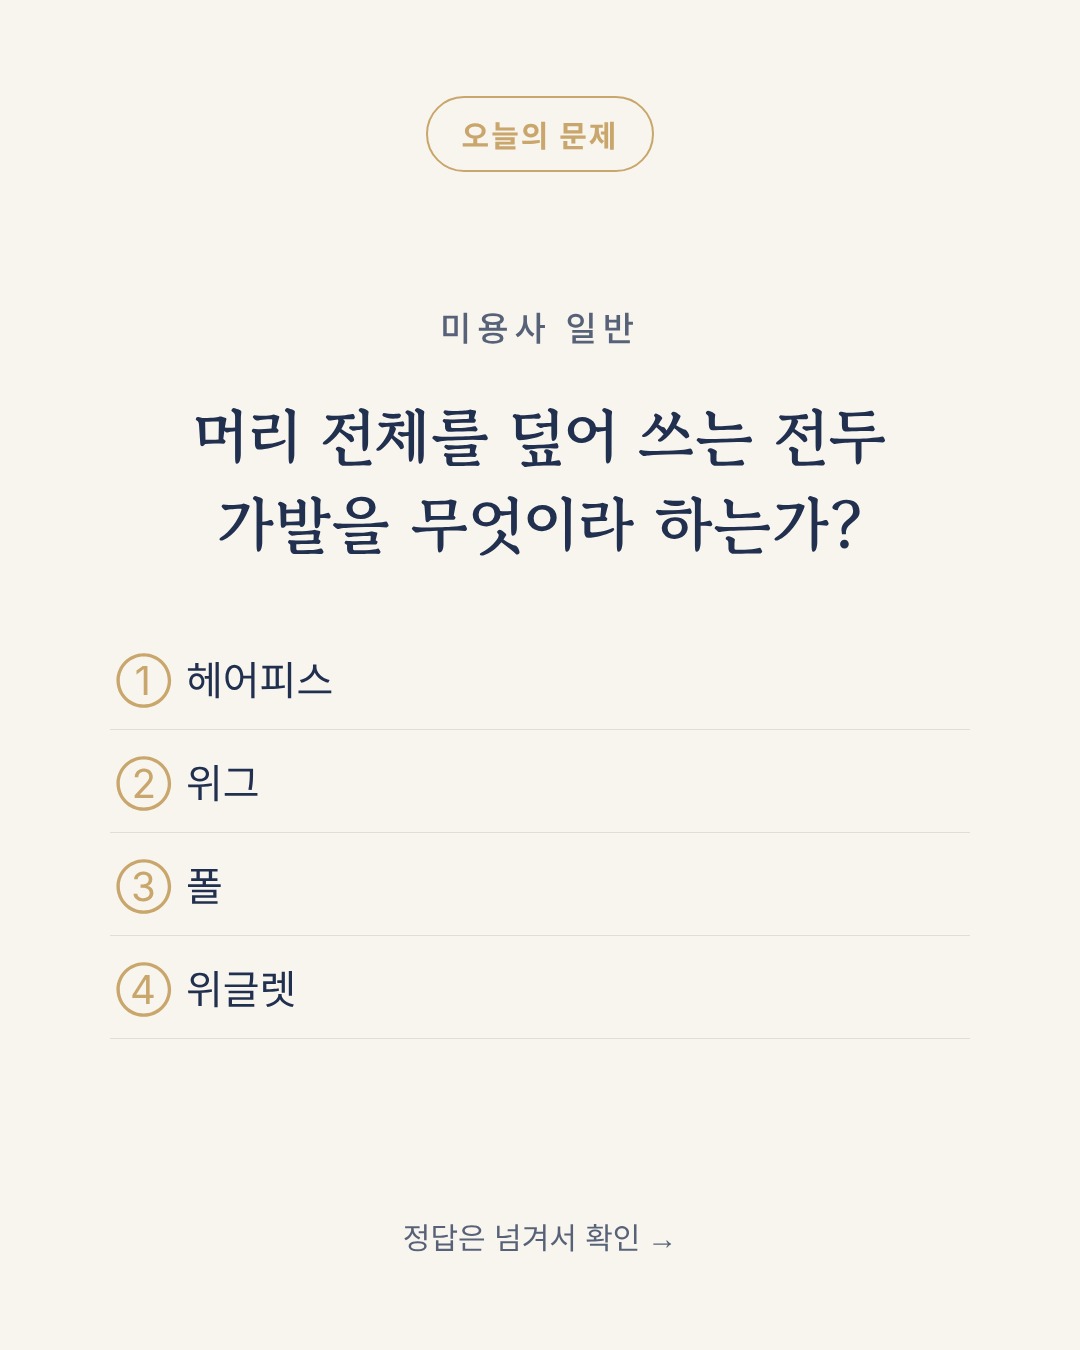 오늘의 문제
미용사 일반
머리 전체를 덮어 쓰는 전두
가발을 무엇이라 하는가?
① 헤어피스
② 위그
③ 폴
④ 위글렛
정답은 넘겨서 확인 →